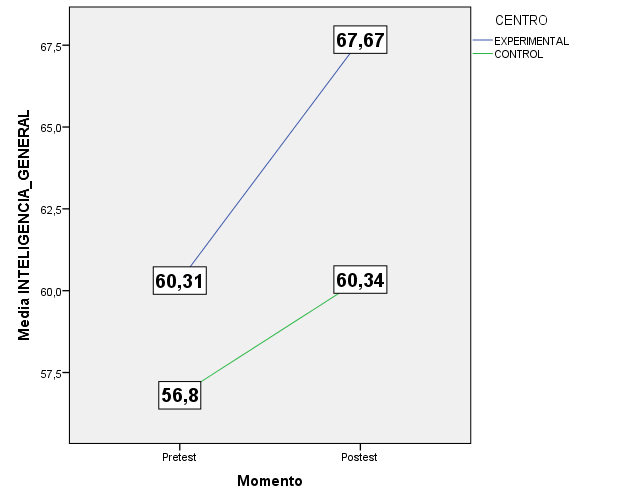 CENTRO
EXPERIMENTAL
CONTROL
Media INTELIGENCIA_GENERAL
67,5
65,0
62,5
60,0
57,5
67,67
60,31
60,34
56,8
Pretest
Postest
Momento